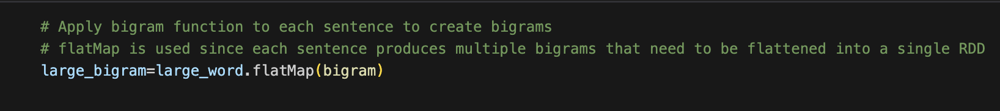 # Apply bigram function to each sentence to create bigrams
# flatMap is used since each sentence produces multiple bigrams that need to be flattened into a single RDD
large_bigram=large_word.flatMap(bigram)